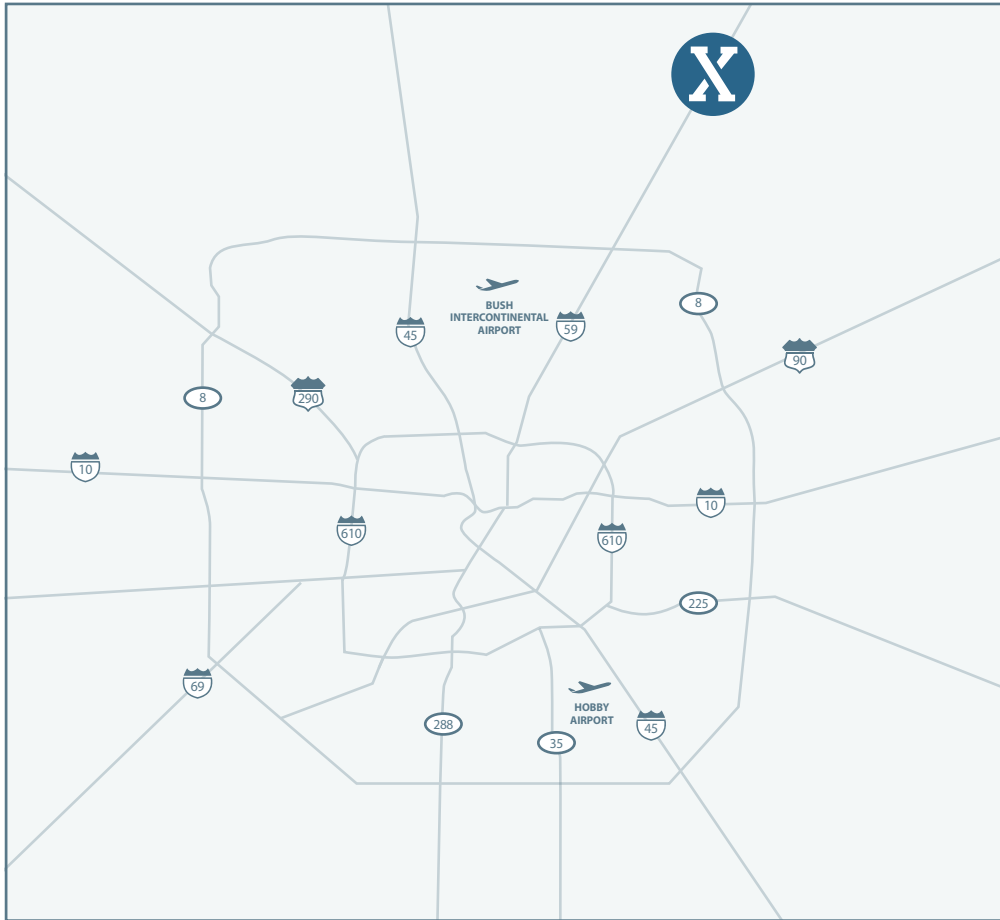 X
BUSH
INTERCONTINENTAL
AIRPORT
8
59
45
90
8
290
10
10
610
610
225
69
HOBBY
AIRPORT
288
45
35